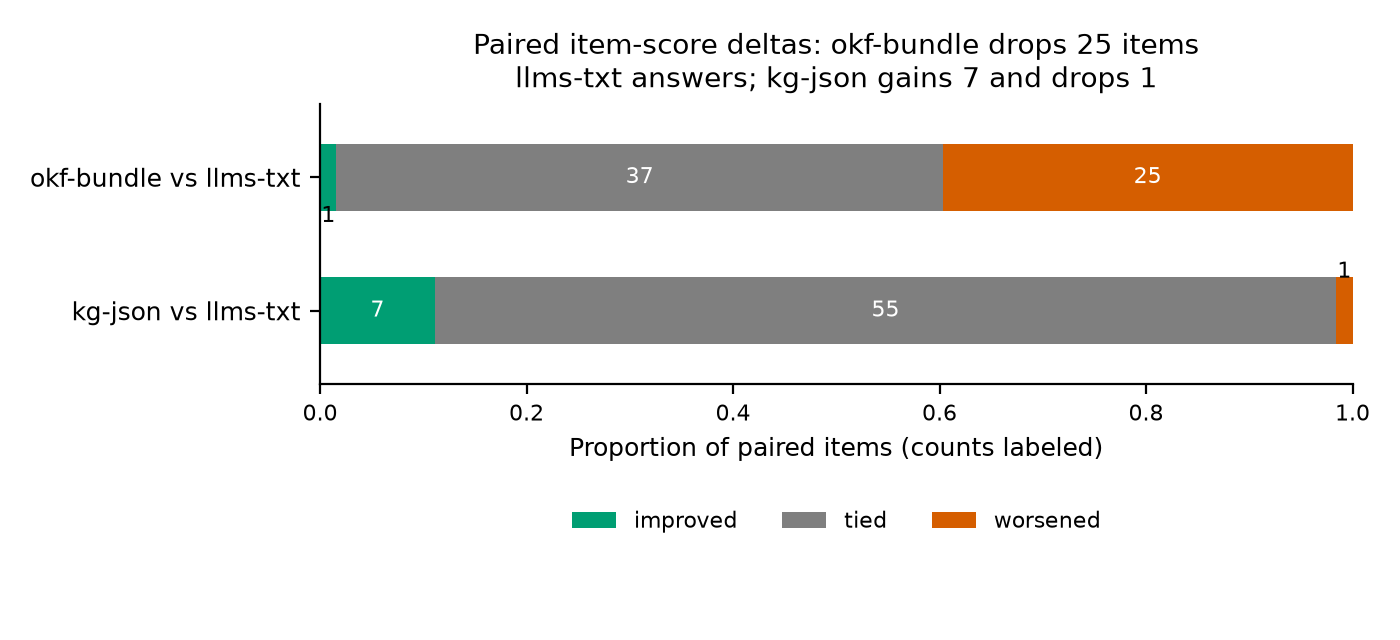 Paired item-score deltas: okf-bundle drops 25 items
llms-txt answers; kg-json gains 7 and drops 1
okf-bundle vs llms-txt
37
25
1
1
kg-json vs llms-txt
7
55
0.0
0.2
0.4
0.6
0.8
1.0
Proportion of paired items (counts labeled)
improved
tied
worsened